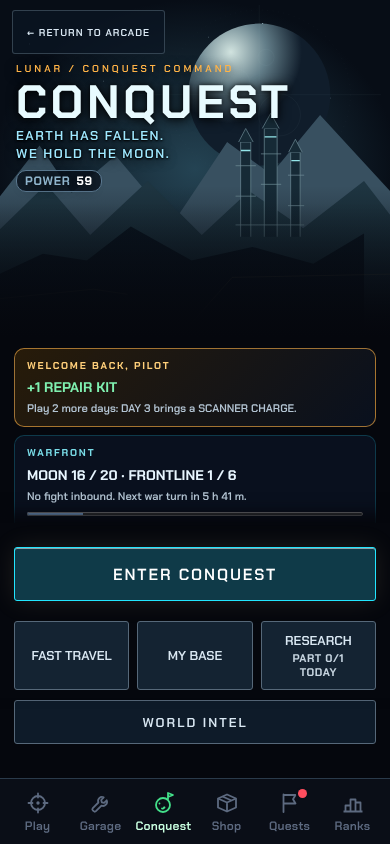 ← RETURN TO ARCADE
LUNAR / CONQUEST COMMAND
CONQUEST
EARTH HAS FALLEN.
WE HOLD THE MOON.
POWER 59
WELCOME BACK, PILOT
+1 REPAIR KIT
Play 2 more days: DAY 3 brings a SCANNER CHARGE.
WARFRONT
MOON 16 / 20 · FRONTLINE 1 / 6
No fight inbound. Next war turn in 5 h 41 m.
ENTER CONQUEST
FAST TRAVEL
MY BASE
RESEARCH
PART 0/1
TODAY
WORLD INTEL
Play
Garage
Conquest
Shop
Quests
Ranks